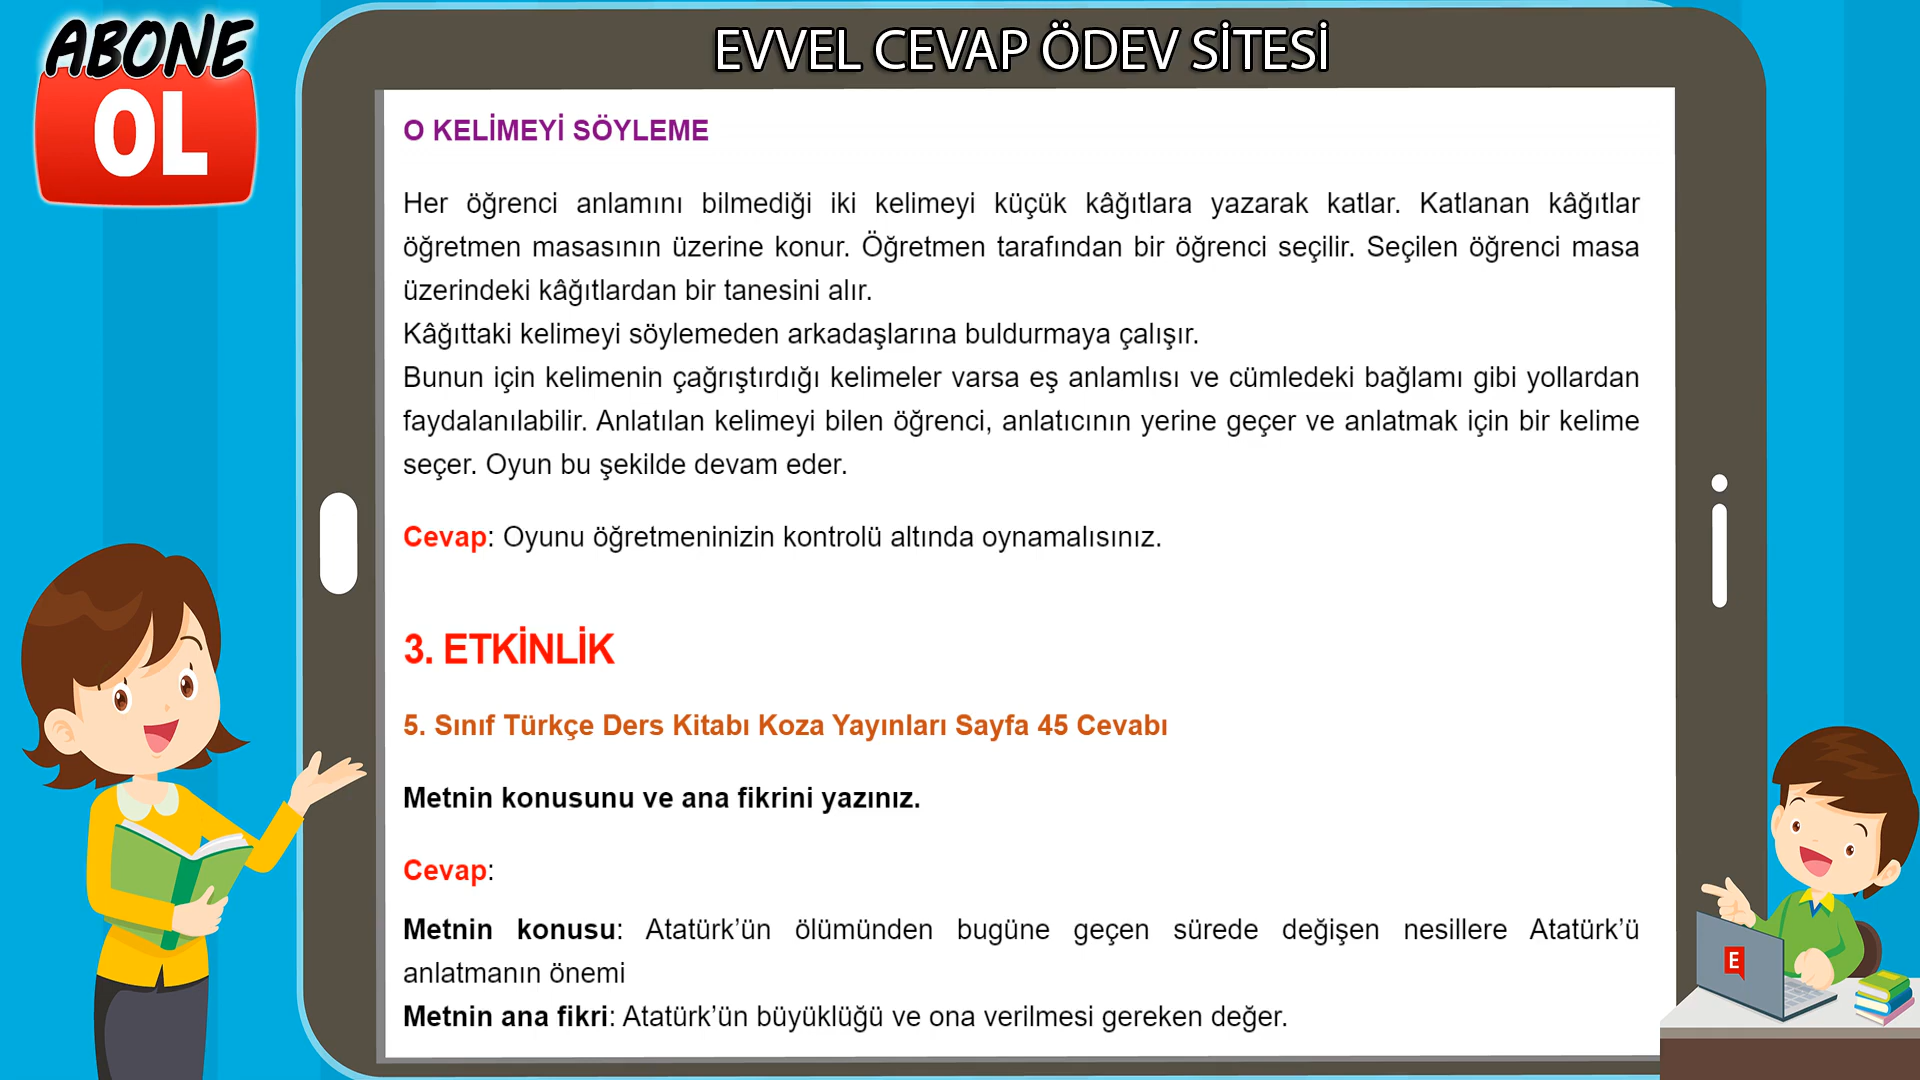 ABONE
OL
EVVEL CEVAP ÖDEV SİTESİ
O KELİMEYİ SÖYLEME
Her öğrenci anlamını bilmediği iki kelimeyi küçük kâğıtlara yazarak katlar. Katlanan kâğıtlar
öğretmen masasının üzerine konur. Öğretmen tarafından bir öğrenci seçilir. Seçilen öğrenci masa
üzerindeki kâğıtlardan bir tanesini alır.
Kâğıttaki kelimeyi söylemeden arkadaşlarına buldurmaya çalışır.
Bunun için kelimenin çağrıştırdığı kelimeler varsa eş anlamlısı ve cümledeki bağlamı gibi yollardan
faydalanılabilir. Anlatılan kelimeyi bilen öğrenci, anlatıcının yerine geçer ve anlatmak için bir kelime
seçer. Oyun bu şekilde devam eder.
Cevap: Oyunu öğretmeninizin kontrolü altında oynamalısınız.
3. ETKİNLİK
5. Sınıf Türkçe Ders Kitabı Koza Yayınları Sayfa 45 Cevabı
Metnin konusunu ve ana fikrini yazınız.
Cevap:
Metnin konusu: Atatürk’ün ölümünden bugüne geçen sürede değişen nesillere Atatürk’ü
anlatmanın önemi
Metnin ana fikri: Atatürk’ün büyüklüğü ve ona verilmesi gereken değer.
E